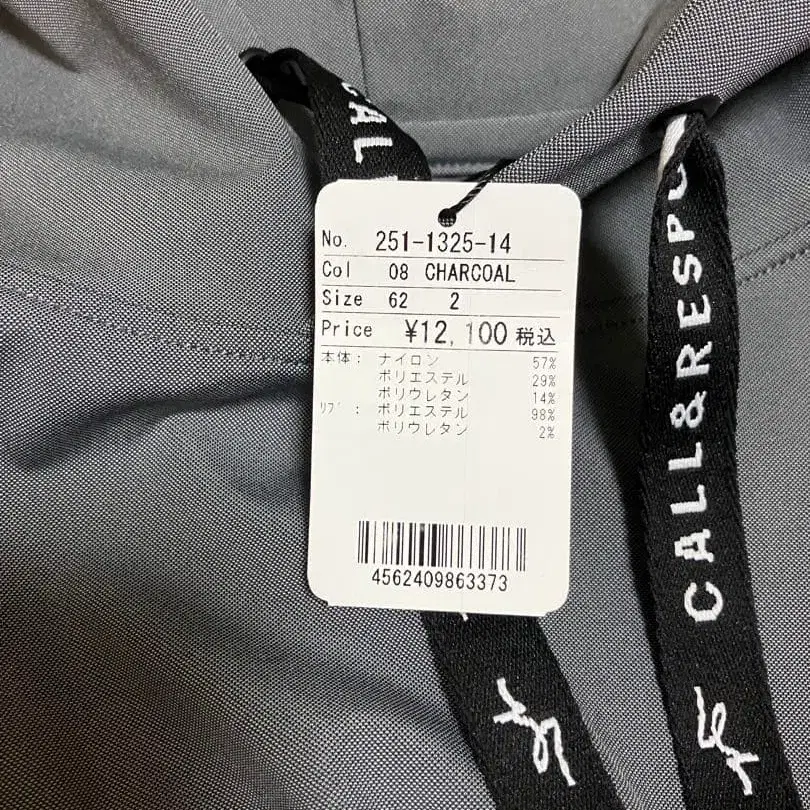 CALL
No. 251-1325-14
Col 08 CHARCOAL
Size 62 2
Price ¥12,100 税込
本体: ナイロン 57%
ポリエステル 29%
ポリウレタン 14%
リブ: ポリエステル 98%
ポリウレタン 2%
4562409863373
CALL&RESPO